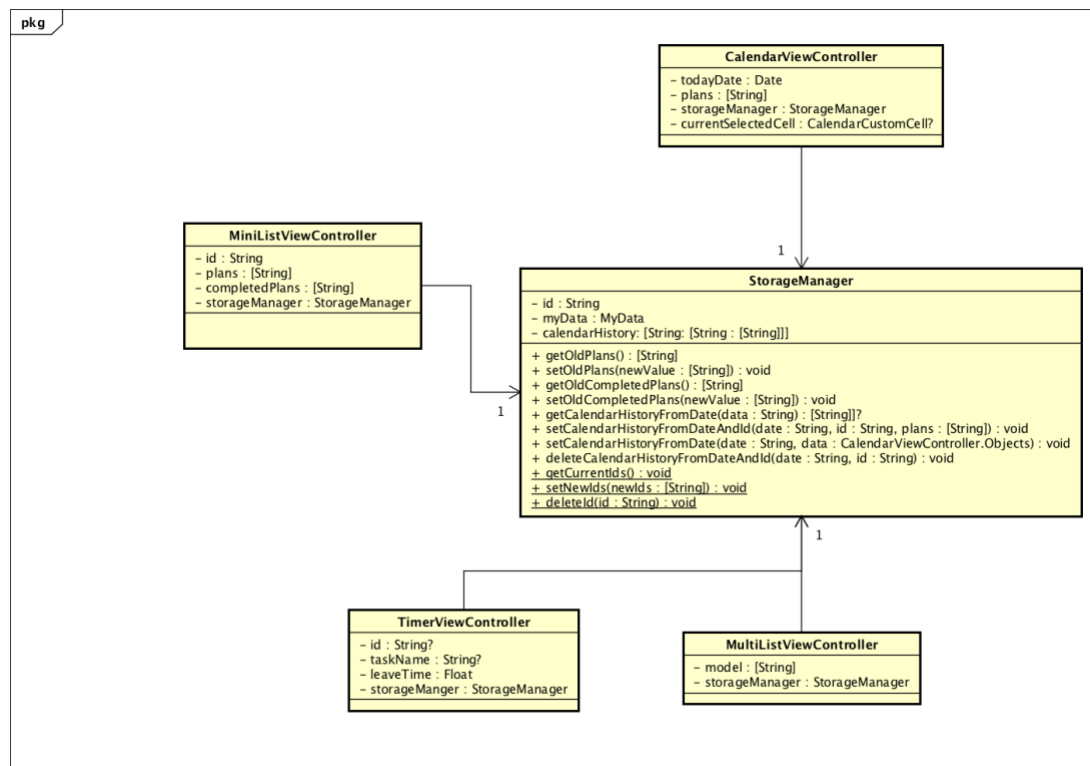 pkg
CalendarViewController
- todayDate : Date
- plans : [String]
- storageManager : StorageManager
- currentSelectedCell : CalendarCustomCell?
1
MiniListViewController
- id : String
- plans : [String]
- completedPlans : [String]
- storageManager : StorageManager
1
StorageManager
- id : String
- myData : MyData
- calendarHistory: [String: [String : [String]]]
+ getOldPlans() : [String]
+ setOldPlans(newValue : [String]) : void
+ getOldCompletedPlans() : [String]
+ setOldCompletedPlans(newValue : [String]) : void
+ getCalendarHistoryFromDate(data : String) : [String]]?
+ setCalendarHistoryFromDateAndId(date : String, id : String, plans : [String]) : void
+ setCalendarHistoryFromDate(date : String, data : CalendarViewController.Objects) : void
+ deleteCalendarHistoryFromDateAndId(date : String, id : String) : void
+ getCurrentIds() : void
+ setNewIds(newIds : [String]) : void
+ deleteId(id : String) : void
1
TimerViewController
- id : String?
- taskName : String?
- leaveTime : Float
- storageManger : StorageManager
MultiListViewController
- model : [String]
- storageManager : StorageManager